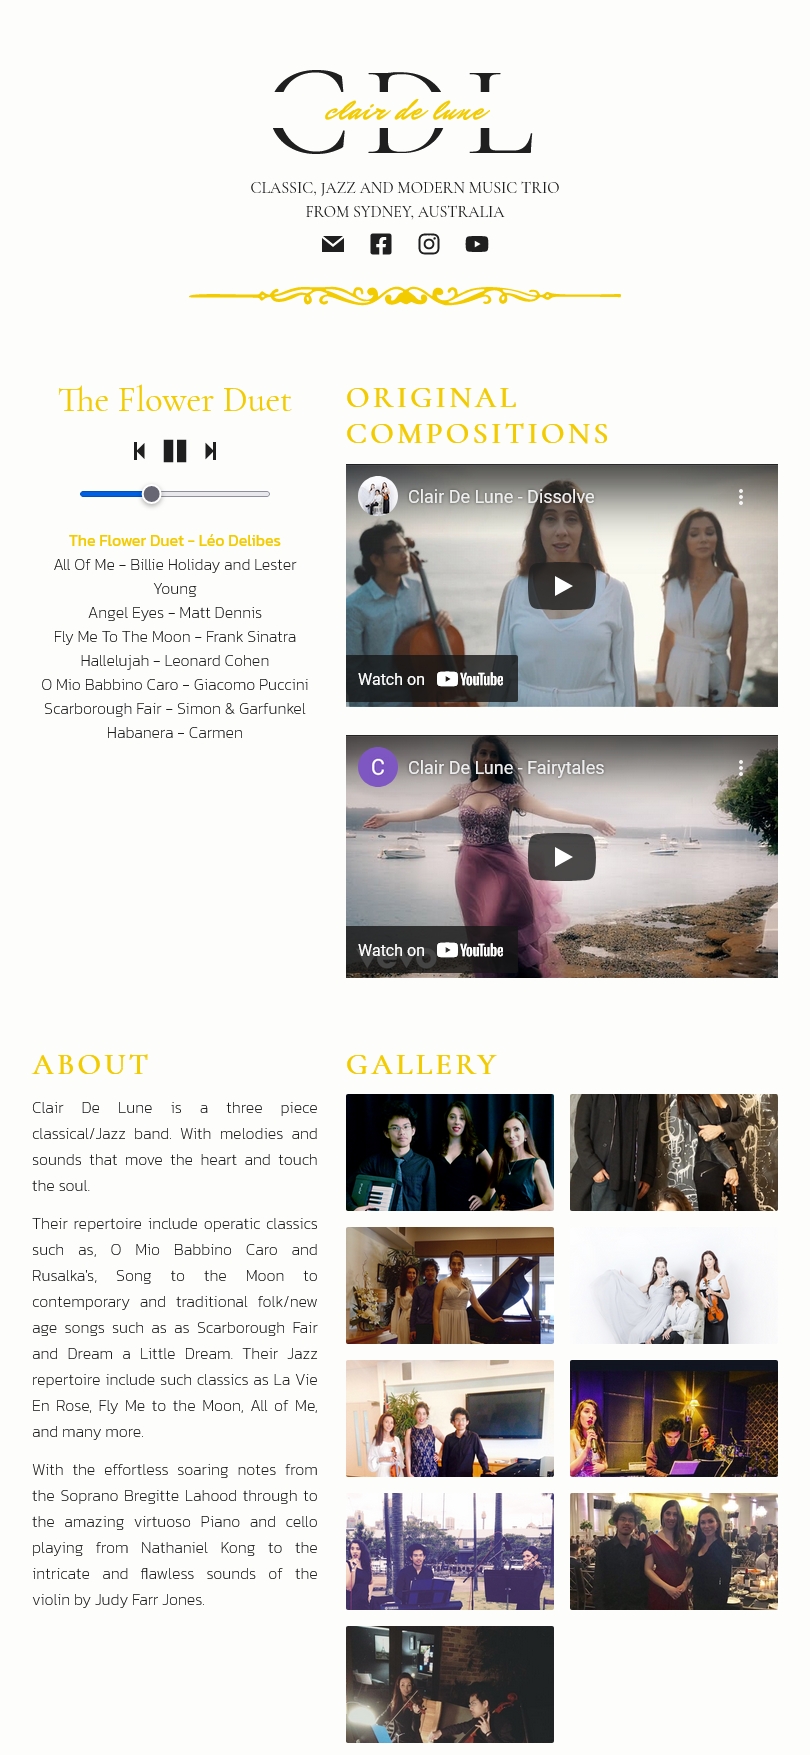 CDL
clair de lune
CLASSIC, JAZZ AND MODERN MUSIC TRIO
FROM SYDNEY, AUSTRALIA
The Flower Duet
The Flower Duet - Léo Delibes
All Of Me - Billie Holiday and Lester
Young
Angel Eyes - Matt Dennis
Fly Me To The Moon - Frank Sinatra
Hallelujah - Leonard Cohen
O Mio Babbino Caro - Giacomo Puccini
Scarborough Fair - Simon & Garfunkel
Habanera - Carmen
ORIGINAL
COMPOSITIONS
Clair De Lune - Dissolve
Watch on YouTube
C Clair De Lune - Fairytales
Watch on YouTube
vevo
ABOUT
Clair De Lune is a three piece
classical/Jazz band. With melodies and
sounds that move the heart and touch
the soul.
Their repertoire include operatic classics
such as, O Mio Babbino Caro and
Rusalka's, Song to the Moon to
contemporary and traditional folk/new
age songs such as as Scarborough Fair
and Dream a Little Dream. Their Jazz
repertoire include such classics as La Vie
En Rose, Fly Me to the Moon, All of Me,
and many more.
With the effortless soaring notes from
the Soprano Bregitte Lahood through to
the amazing virtuoso Piano and cello
playing from Nathaniel Kong to the
intricate and flawless sounds of the
violin by Judy Farr Jones.
GALLERY